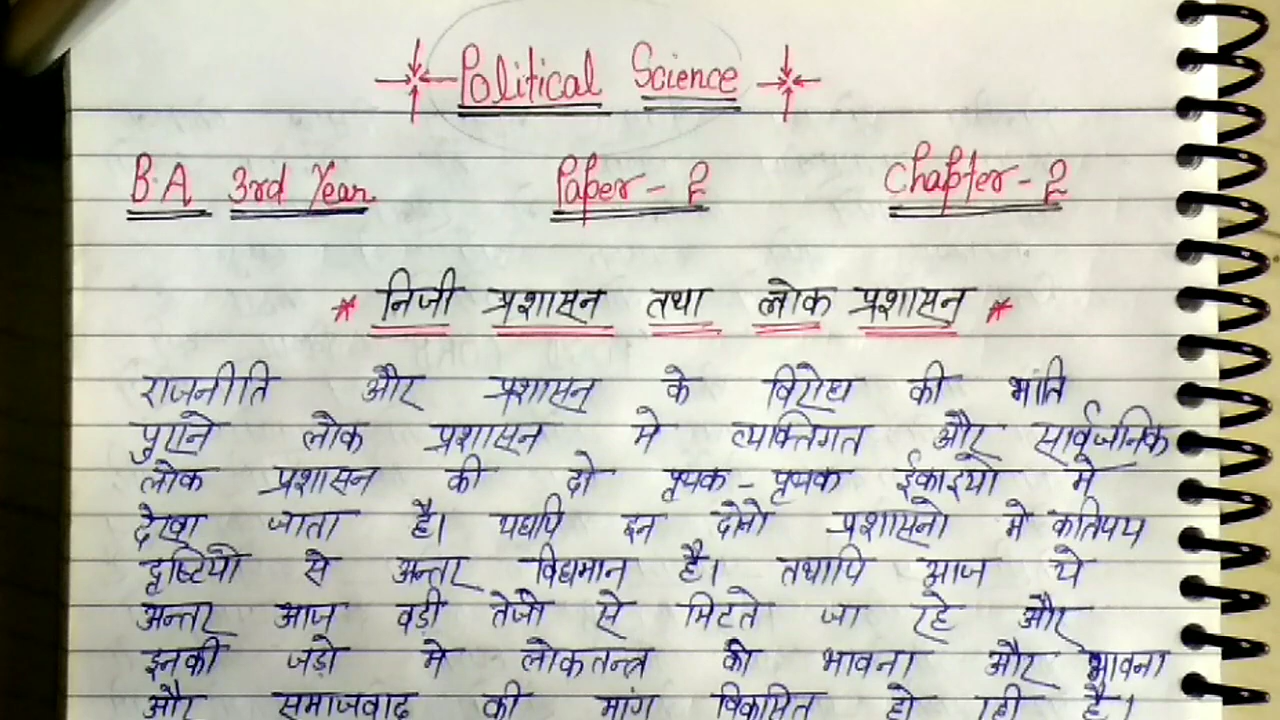 Political Science
B.A 3rd Year Paper - 2 Chapter - 2
* निजी प्रशासन तथा लोक प्रशासन *
राजनीति और प्रशासन के विरोध की भांति
पुराने लोक प्रशासन मे व्यक्तिगत और सार्वजनिक
लोक प्रशासन की दो पृथक - पृथक ईकाइयो मे
देखा जाता है। यद्यपि इन दोनो प्रशासनो मे कतिपय
दृष्टियो से अन्तर विद्यमान है। तथापि आज ये
अन्तर आज बड़ी तेजी से मिटते जा रहे और
इनकी जड़ो मे लोकतन्त्र की भावना और भावना
और समाजवाद की मांग विकसित हो रही है।